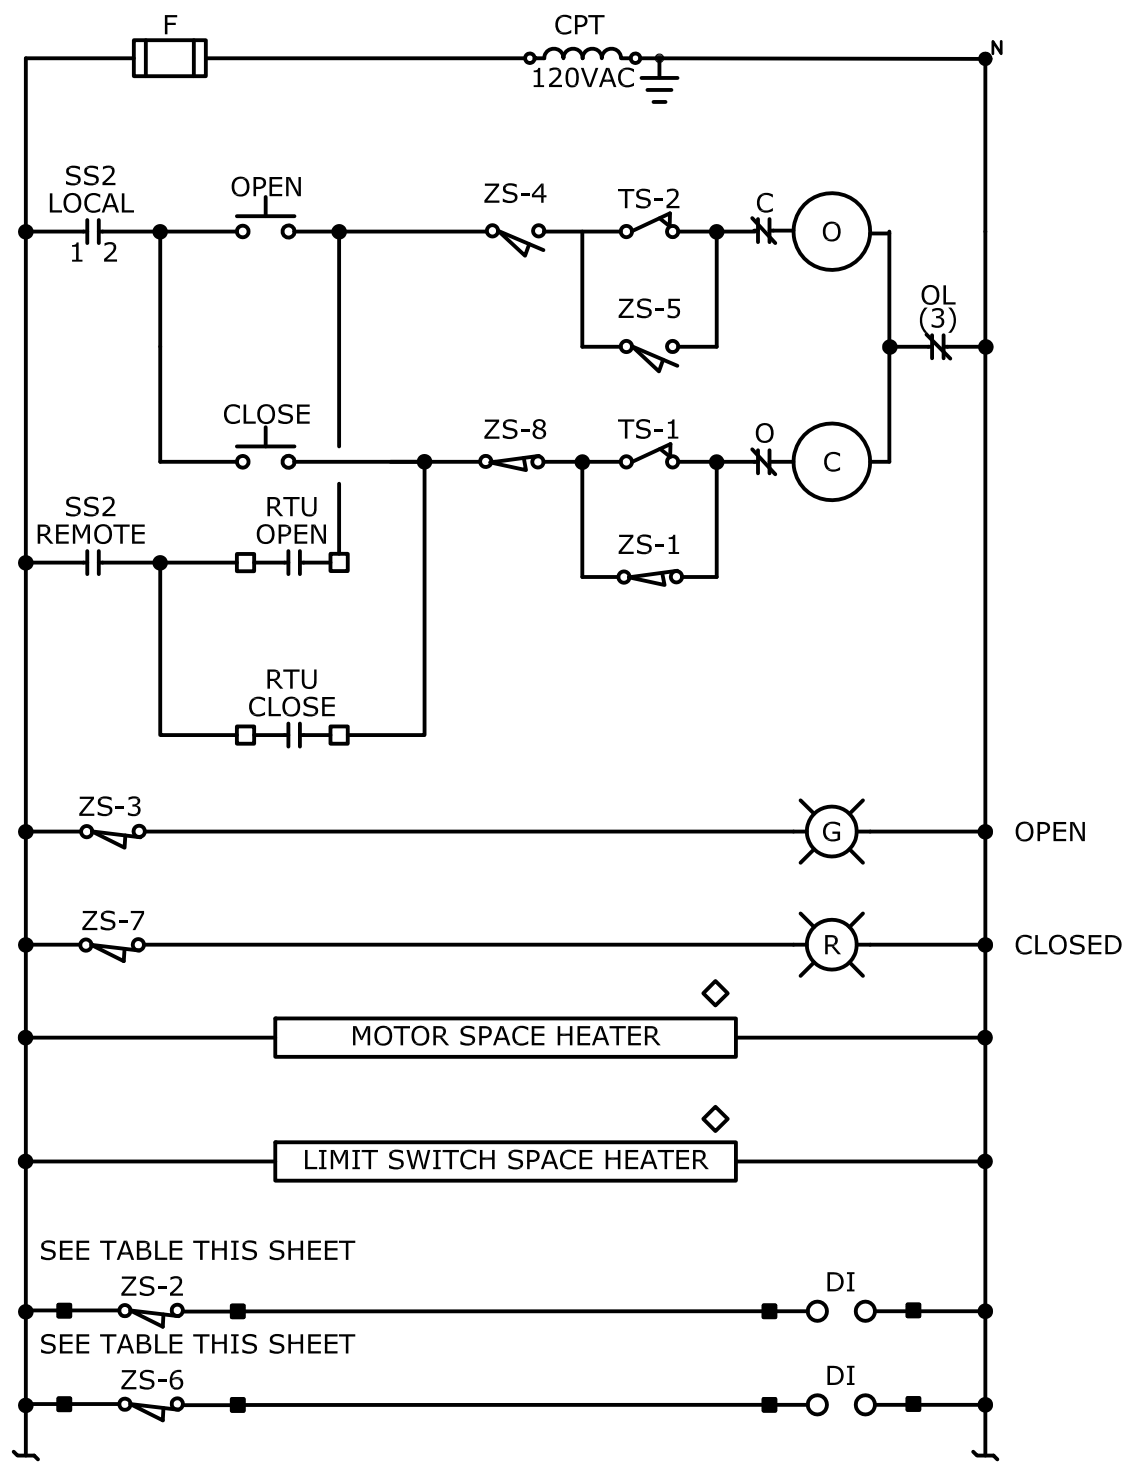 F
CPT
120VAC
N
SS2
LOCAL
1 2
OPEN
ZS-4
TS-2
C
O
ZS-5
OL
(3)
CLOSE
ZS-8
TS-1
O
C
SS2
REMOTE
RTU
OPEN
ZS-1
RTU
CLOSE
ZS-3
G
OPEN
ZS-7
R
CLOSED
MOTOR SPACE HEATER
LIMIT SWITCH SPACE HEATER
SEE TABLE THIS SHEET
ZS-2
DI
SEE TABLE THIS SHEET
ZS-6
DI